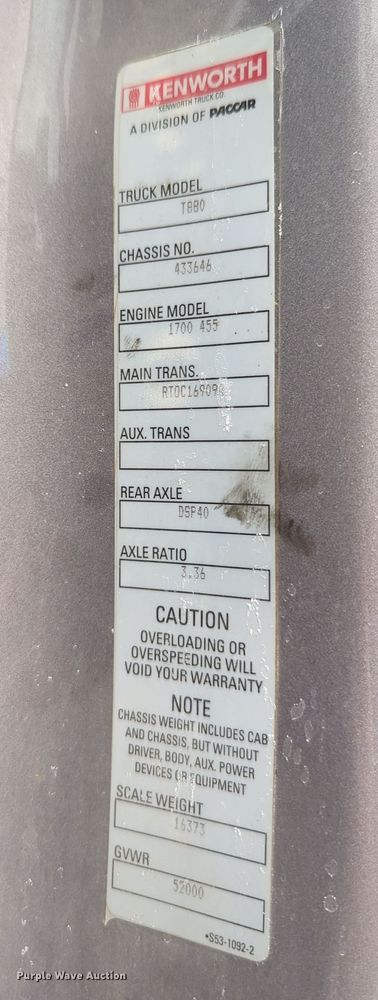 KENWORTH
KENWORTH TRUCK CO.
A DIVISION OF PACCAR
TRUCK MODEL
T880
CHASSIS NO.
433646
ENGINE MODEL
1700 455
MAIN TRANS.
AUX. TRANS
REAR AXLE
DSP40
AXLE RATIO
3.36
CAUTION
OVERLOADING OR
OVERSPEEDING WILL
VOID YOUR WARRANTY
NOTE
CHASSIS WEIGHT INCLUDES CAB
AND CHASSIS, BUT WITHOUT
DRIVER, BODY, AUX. POWER
DEVICES OR EQUIPMENT
SCALE WEIGHT
16373
GVWR
52000
•S53-1092-2
Purple Wave Auction